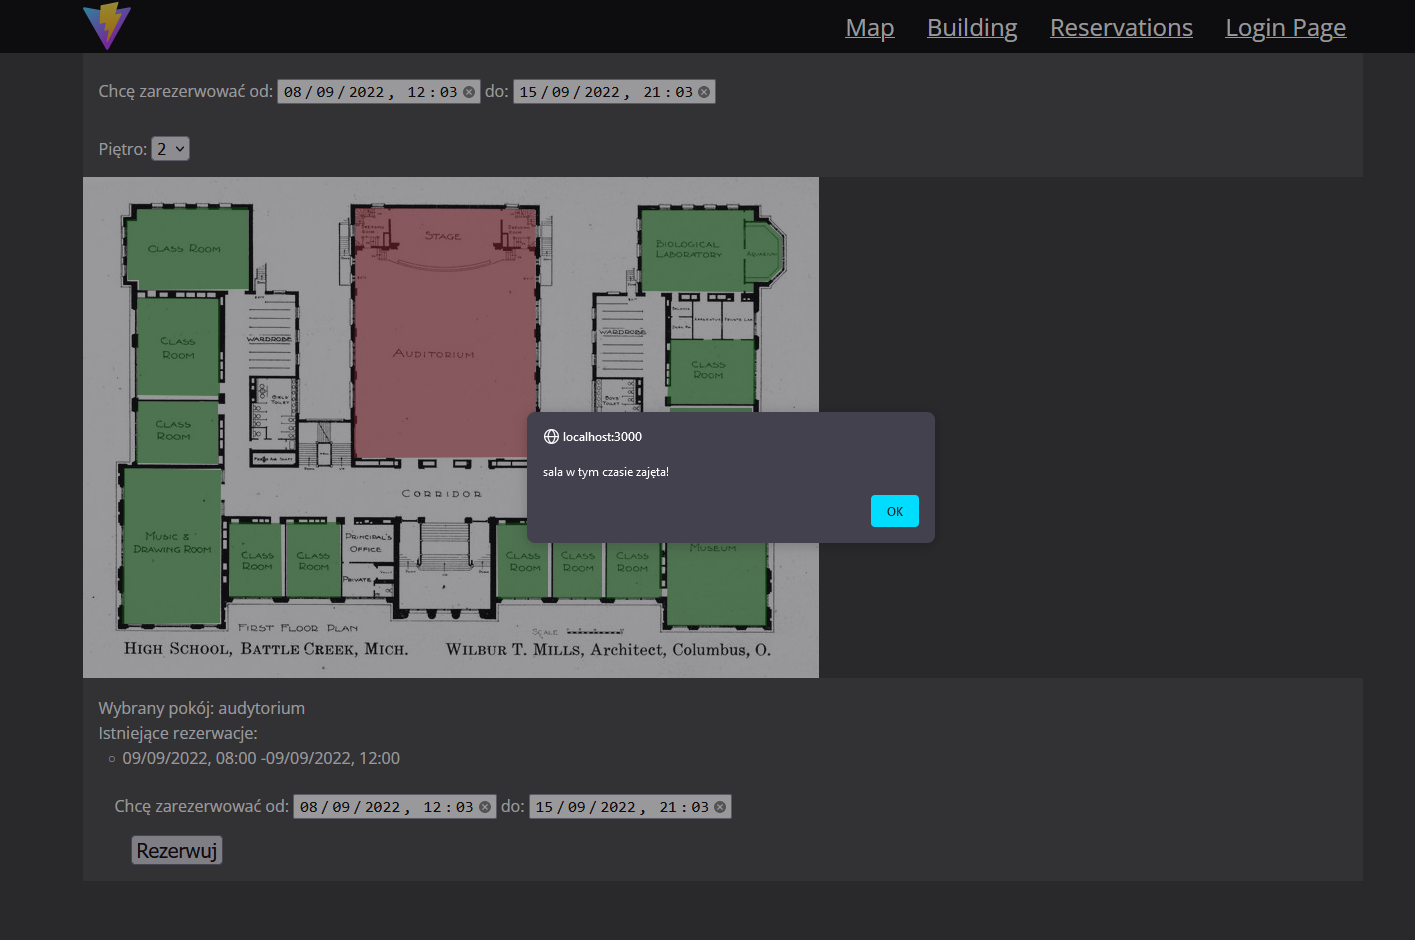 Map Building Reservations Login Page
Chcę zarezerwować od: 08/09/2022, 12:03 do: 15/09/2022, 21:03
Piętro: 2
CLASS ROOM
STAGE
BIOLOGICAL
LABORATORY
AQUARIUM
CLASS
ROOM
WARDROBE
AUDITORIUM
WARDROBE
CLASS
ROOM
CLASS
ROOM
GIRLS'
TOILET
BOYS'
TOILET
CORRIDOR
MUSIC &
DRAWING ROOM
CLASS
ROOM
CLASS
ROOM
PRINCIPAL'S
OFFICE
PRIVATE
CLASS
ROOM
CLASS
ROOM
CLASS
ROOM
MUSEUM
FIRST FLOOR PLAN
SCALE
HIGH SCHOOL, BATTLE CREEK, MICH. WILBUR T. MILLS, Architect, Columbus, O.
localhost:3000
sala w tym czasie zajęta!
OK
Wybrany pokój: audytorium
Istniejące rezerwacje:
09/09/2022, 08:00 -09/09/2022, 12:00
Chcę zarezerwować od: 08/09/2022, 12:03 do: 15/09/2022, 21:03
Rezerwuj